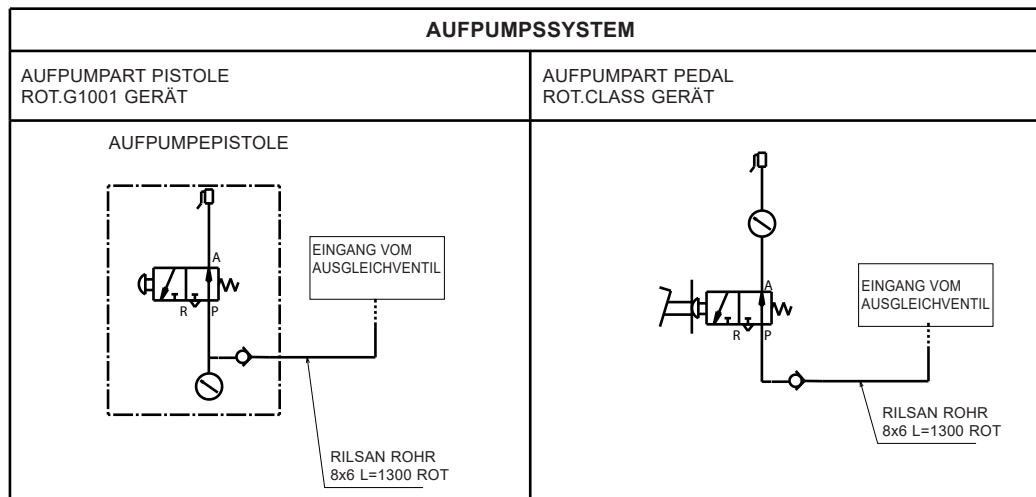 AUFPUMPSSYSTEM
AUFPUMPART PISTOLE
ROT.G1001 GERÄT
AUFPUMPART PEDAL
ROT.CLASS GERÄT
AUFPUMPEPISTOLE
A
R
P
EINGANG VOM
AUSGLEICHVENTIL
RILSAN ROHR
8x6 L=1300 ROT
A
R
P
EINGANG VOM
AUSGLEICHVENTIL
RILSAN ROHR
8x6 L=1300 ROT